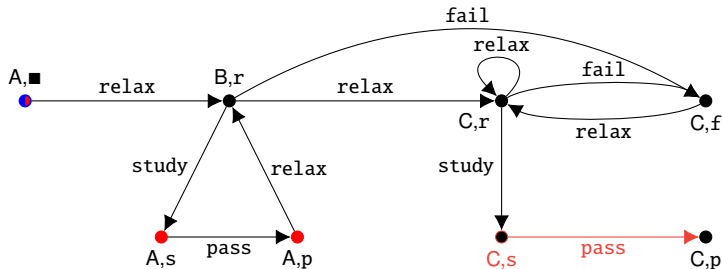 fail
relax
A,■
B,r
relax
relax
fail
C,r
relax
C,f
study
relax
study
pass
pass
A,s
A,p
C,s
C,p